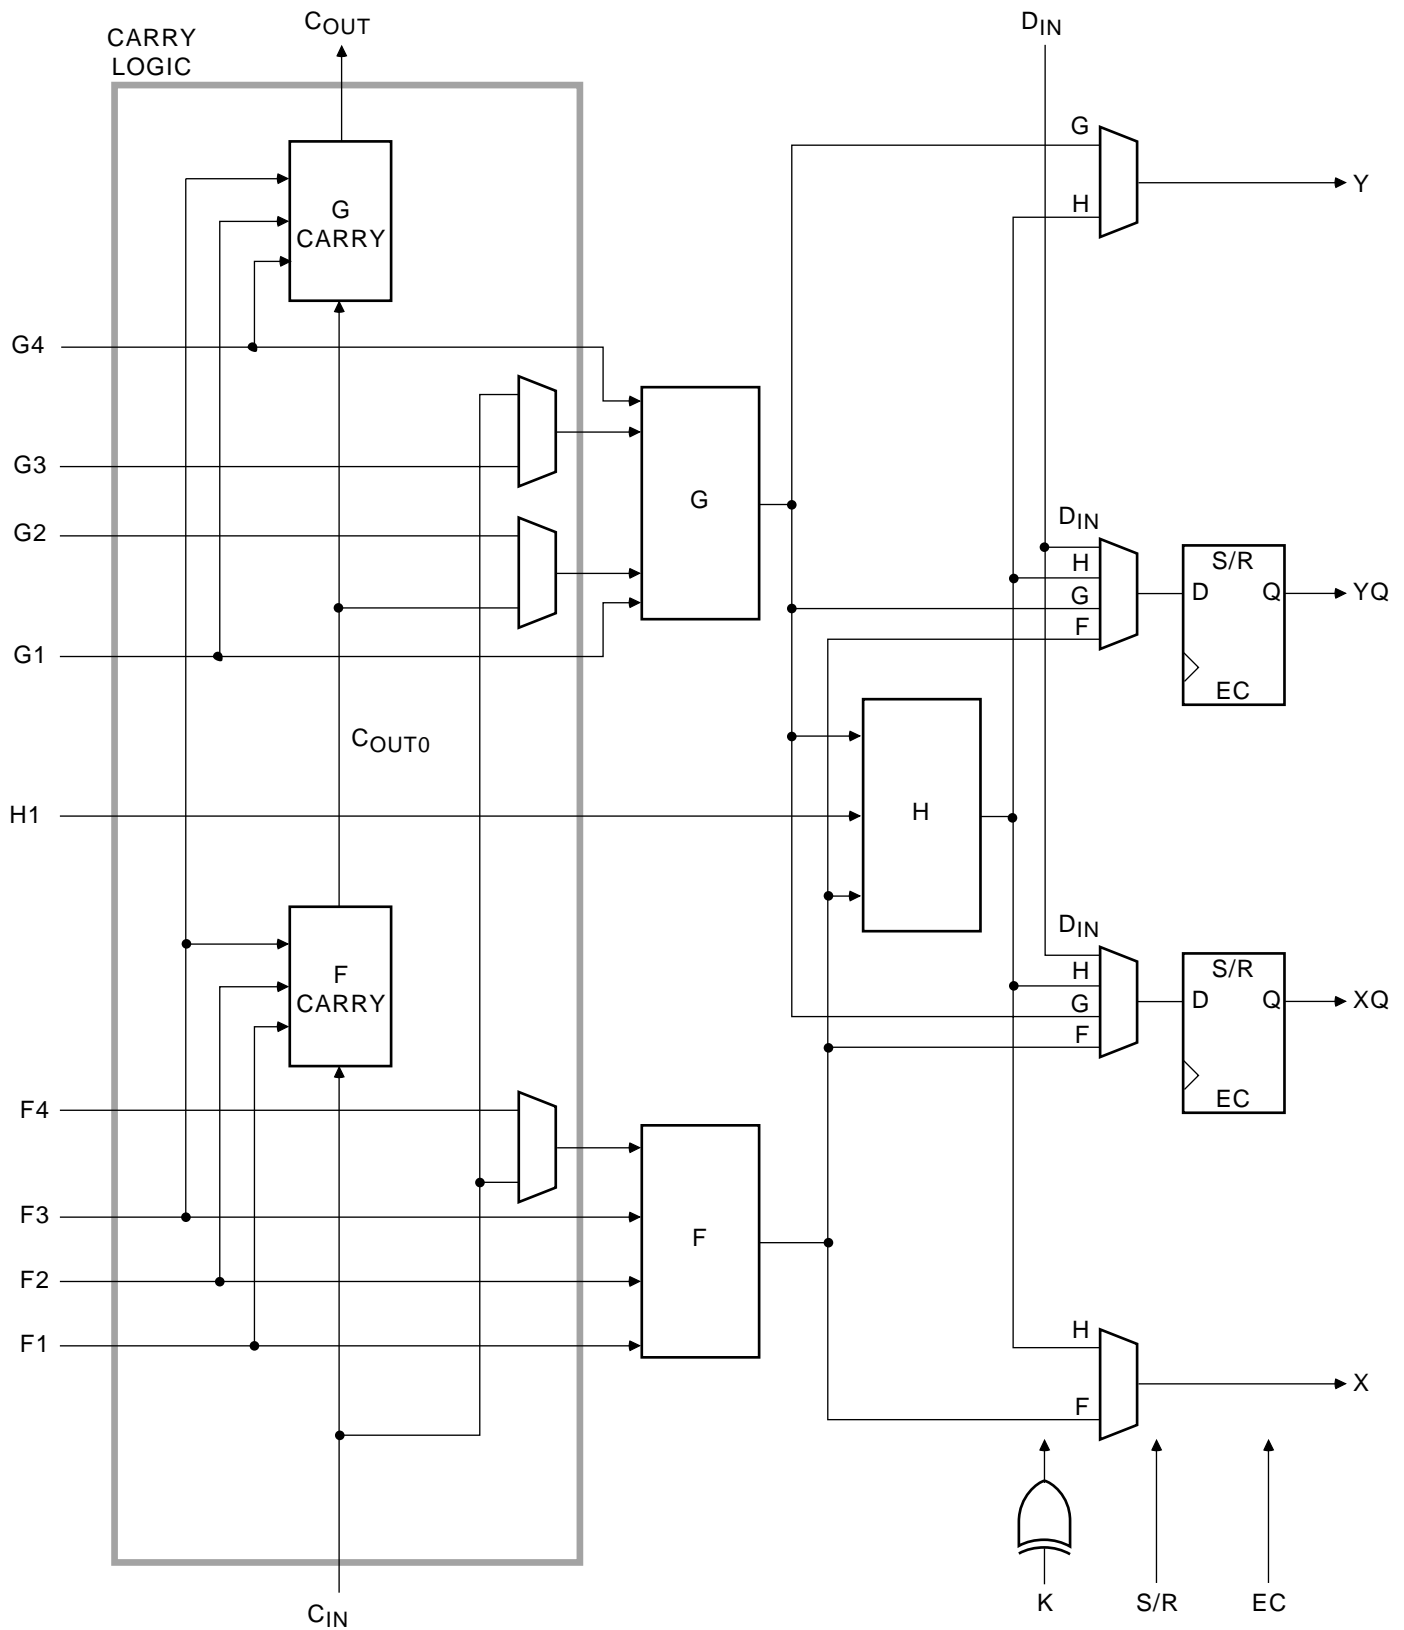 COUT
DIN
CARRY
LOGIC
G
H
Y
G
CARRY
G4
G3
G2
G1
G
DIN
H
G
F
S/R
D
Q
EC
YQ
COUT0
H1
H
F
CARRY
DIN
H
G
F
S/R
D
Q
EC
XQ
F4
F3
F2
F1
F
H
F
X
CIN
K
S/R
EC